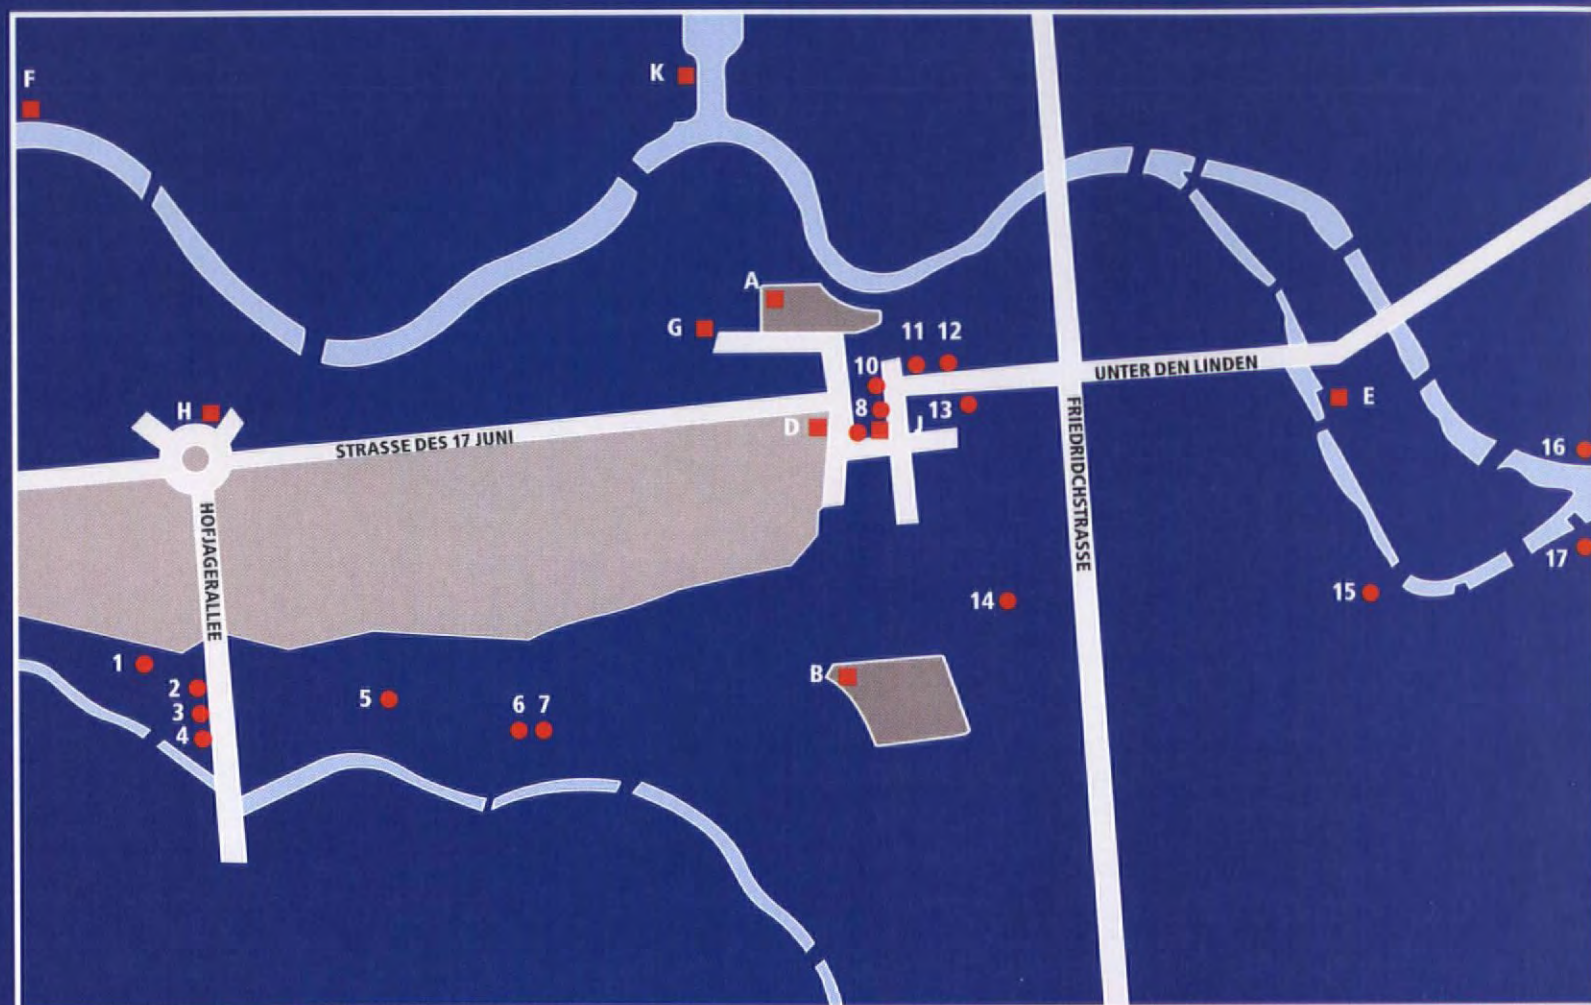 F
K
A
G
11 12
10
UNTER DEN LINDEN
H
8
13
E
D
J
STRASSE DES 17 JUNI
FRIEDRIDCHSTRASSE
16
HOFJAGERALLEE
17
14
15
1
2
B
3
5
6 7
4